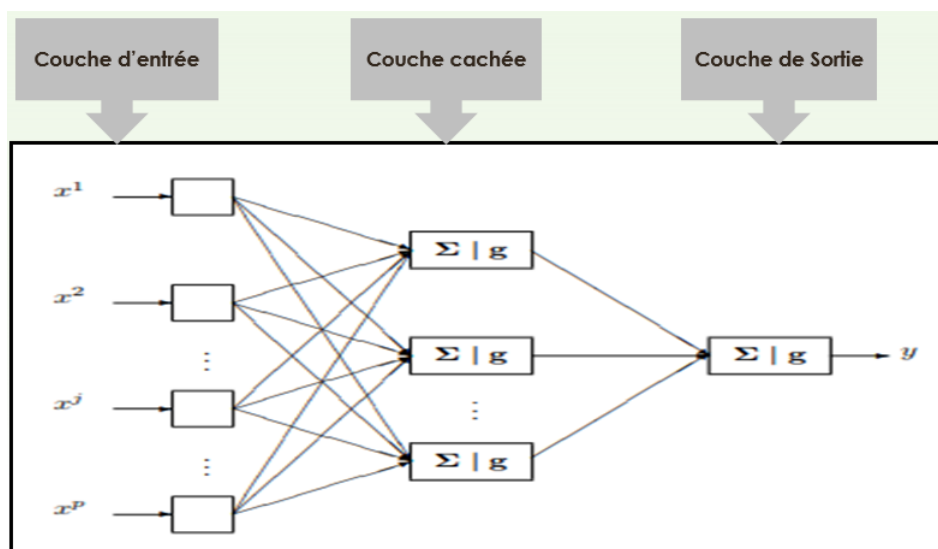 Couche d'entrée
Couche cachée
Couche de Sortie
x¹
Σ | g
x²
⋮
Σ | g
Σ | g
y
xʲ
⋮
⋮
Σ | g
xᵖ